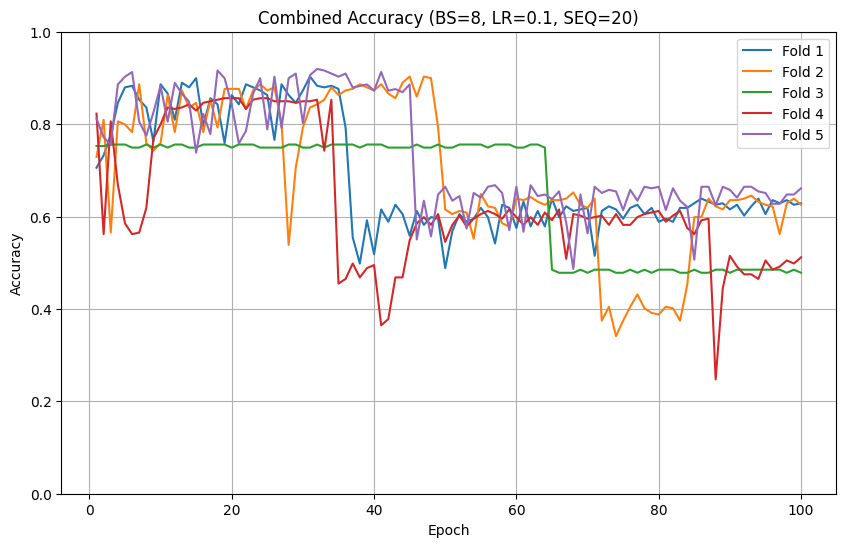 Combined Accuracy (BS=8, LR=0.1, SEQ=20)
Fold 1
Fold 2
Fold 3
Fold 4
Fold 5
Accuracy
1.0
0.8
0.6
0.4
0.2
0.0
0 20 40 60 80 100
Epoch